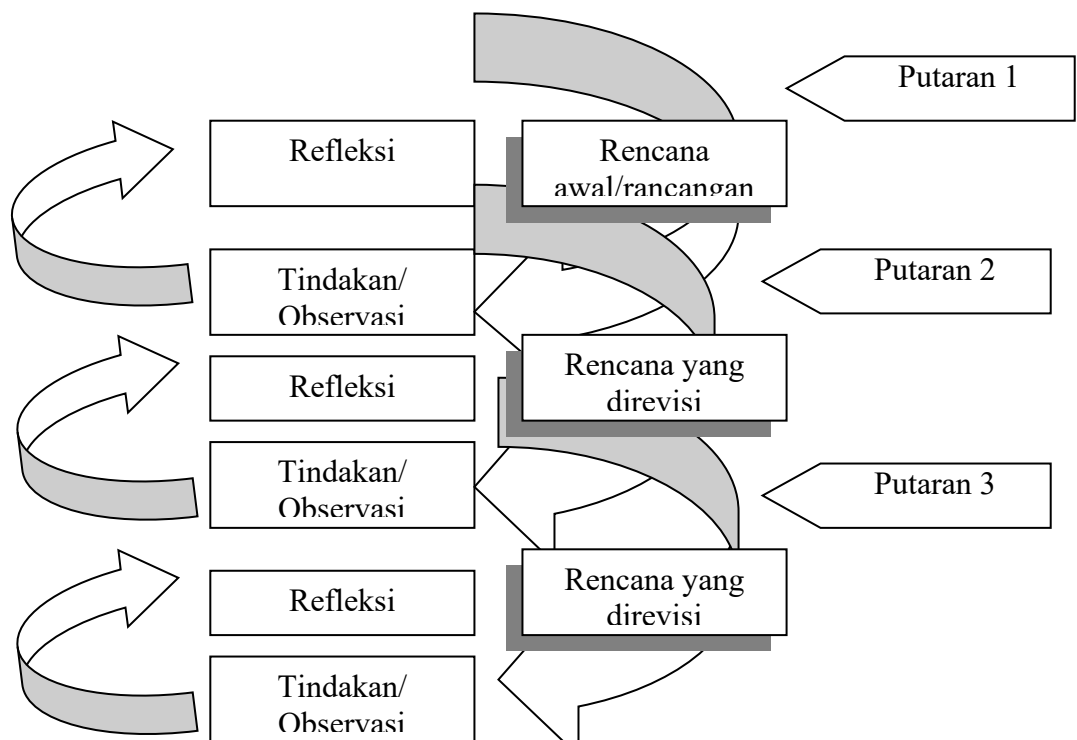 Putaran 1
Refleksi
Rencana
awal/rancangan
Putaran 2
Tindakan/
Observasi
Refleksi
Rencana yang
direvisi
Putaran 3
Tindakan/
Observasi
Refleksi
Rencana yang
direvisi
Tindakan/
Observasi